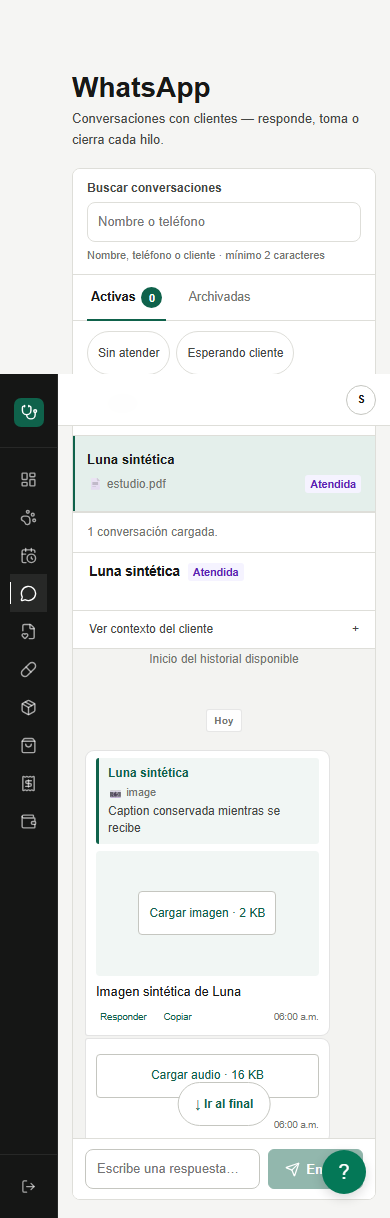 WhatsApp
Conversaciones con clientes — responde, toma o
cierra cada hilo.
Buscar conversaciones
Nombre o teléfono
Nombre, teléfono o cliente · mínimo 2 caracteres
Activas 0 Archivadas
Sin atender Esperando cliente
S
Luna sintética
estudio.pdf Atendida
1 conversación cargada.
Luna sintética Atendida
Ver contexto del cliente +
Inicio del historial disponible
Hoy
Luna sintética
image
Caption conservada mientras se
recibe
Cargar imagen · 2 KB
Imagen sintética de Luna
Responder Copiar 06:00 a.m.
Cargar audio · 16 KB
↓ Ir al final
06:00 a.m.
Escribe una respuesta...
?